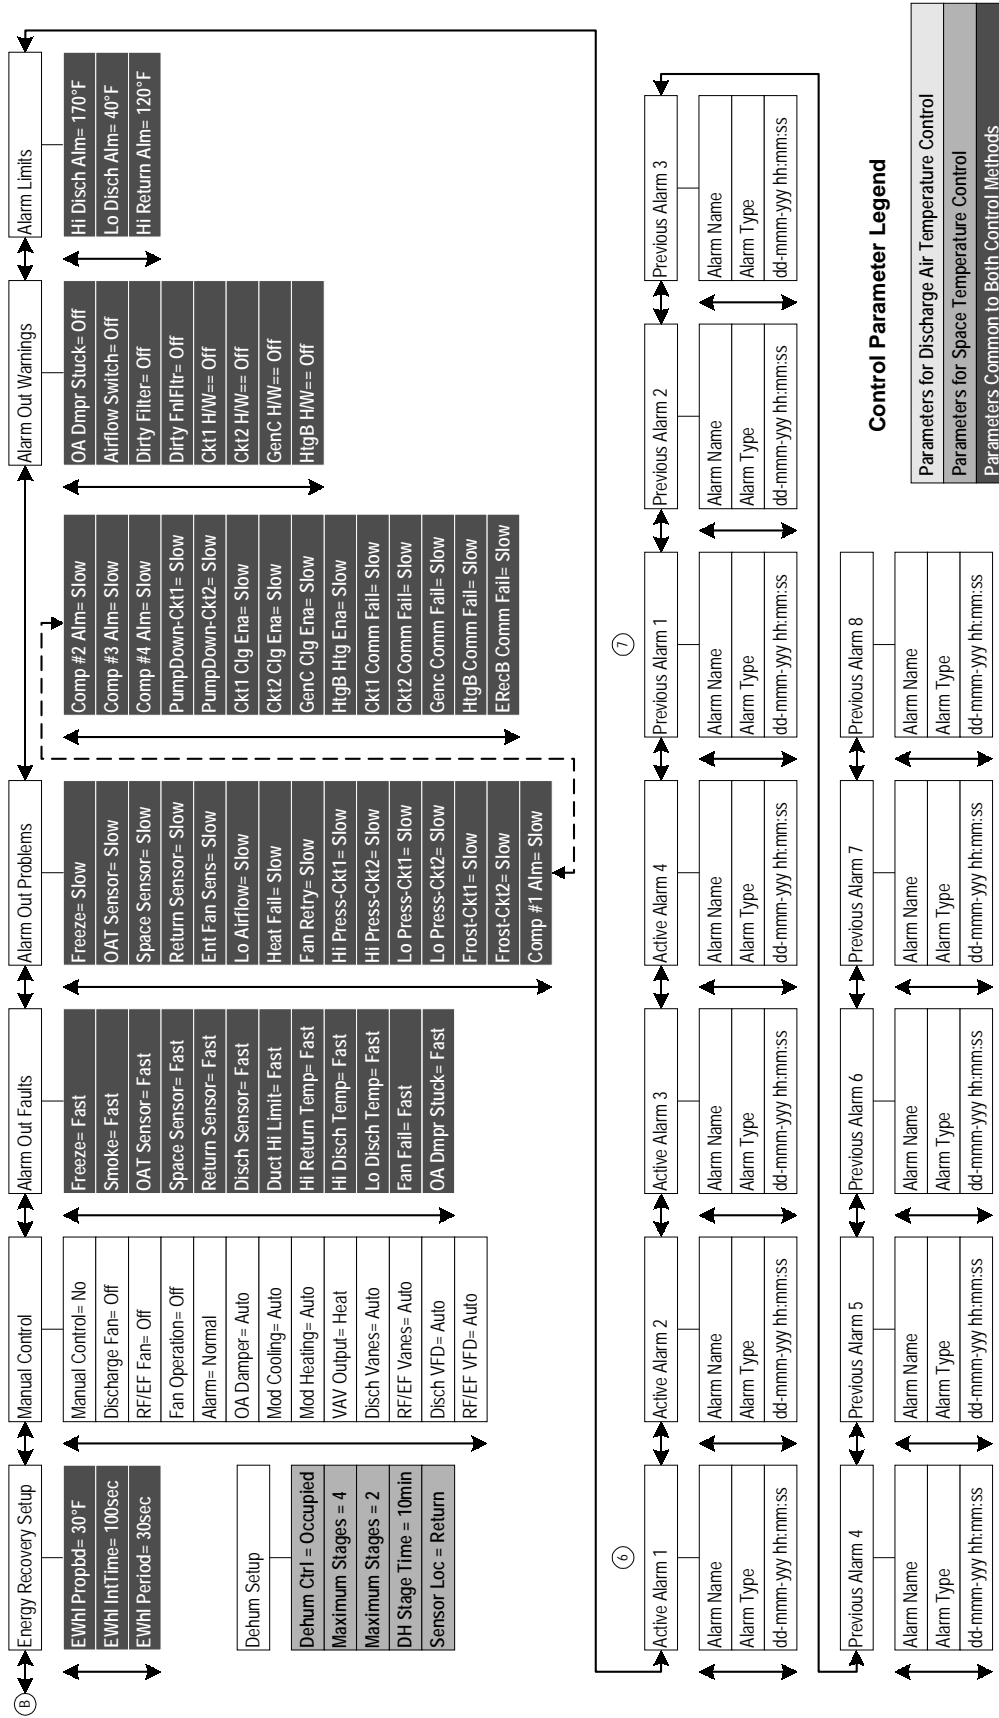 B
Energy Recovery Setup
EWhl Propbd= 30°F
EWhl IntTime= 100sec
EWhl Period= 30sec
Dehum Setup
Dehum Ctrl = Occupied
Maximum Stages = 4
Maximum Stages = 2
DH Stage Time = 10min
Sensor Loc = Return
Manual Control
Manual Control= No
Discharge Fan= Off
RF/EF Fan= Off
Fan Operation= Off
Alarm= Normal
OA Damper= Auto
Mod Cooling= Auto
Mod Heating= Auto
VAV Output= Heat
Disch Vanes= Auto
RF/EF Vanes= Auto
Disch VFD= Auto
RF/EF VFD= Auto
Alarm Out Faults
Freeze= Fast
Smoke= Fast
OAT Sensor= Fast
Space Sensor= Fast
Return Sensor= Fast
Disch Sensor= Fast
Duct Hi Limit= Fast
Hi Return Temp= Fast
Hi Disch Temp= Fast
Lo Disch Temp= Fast
Fan Fail= Fast
OA Dmpr Stuck= Fast
Alarm Out Problems
Freeze= Slow
OAT Sensor= Slow
Space Sensor= Slow
Return Sensor= Slow
Ent Fan Sens= Slow
Lo Airflow= Slow
Heat Fail= Slow
Fan Retry= Slow
Hi Press-Ckt1= Slow
Hi Press-Ckt2= Slow
Lo Press-Ckt1= Slow
Lo Press-Ckt2= Slow
Frost-Ckt1= Slow
Frost-Ckt2= Slow
Comp #1 Alm= Slow
Comp #2 Alm= Slow
Comp #3 Alm= Slow
Comp #4 Alm= Slow
PumpDown-Ckt1= Slow
PumpDown-Ckt2= Slow
Ckt1 Clg Ena= Slow
Ckt2 Clg Ena= Slow
GenC Clg Ena= Slow
HtgB Htg Ena= Slow
Ckt1 Comm Fail= Slow
Ckt2 Comm Fail= Slow
Genc Comm Fail= Slow
HtgB Comm Fail= Slow
ERecB Comm Fail= Slow
Alarm Out Warnings
OA Dmpr Stuck= Off
Airflow Switch= Off
Dirty Filter= Off
Dirty FnlFltr= Off
Ckt1 H/W== Off
Ckt2 H/W== Off
GenC H/W== Off
HtgB H/W== Off
Alarm Limits
Hi Disch Alm= 170°F
Lo Disch Alm= 40°F
Hi Return Alm= 120°F
6
Active Alarm 1
Alarm Name
Alarm Type
dd-mmm-yyy hh:mm:ss
Active Alarm 2
Alarm Name
Alarm Type
dd-mmm-yyy hh:mm:ss
Active Alarm 3
Alarm Name
Alarm Type
dd-mmm-yyy hh:mm:ss
Active Alarm 4
Alarm Name
Alarm Type
dd-mmm-yyy hh:mm:ss
7
Previous Alarm 1
Alarm Name
Alarm Type
dd-mmm-yyy hh:mm:ss
Previous Alarm 2
Alarm Name
Alarm Type
dd-mmm-yyy hh:mm:ss
Previous Alarm 3
Alarm Name
Alarm Type
dd-mmm-yyy hh:mm:ss
Previous Alarm 4
Alarm Name
Alarm Type
dd-mmm-yyy hh:mm:ss
Previous Alarm 5
Alarm Name
Alarm Type
dd-mmm-yyy hh:mm:ss
Previous Alarm 6
Alarm Name
Alarm Type
dd-mmm-yyy hh:mm:ss
Previous Alarm 7
Alarm Name
Alarm Type
dd-mmm-yyy hh:mm:ss
Previous Alarm 8
Alarm Name
Alarm Type
dd-mmm-yyy hh:mm:ss
Control Parameter Legend
Parameters for Discharge Air Temperature Control
Parameters for Space Temperature Control
Parameters Common to Both Control Methods